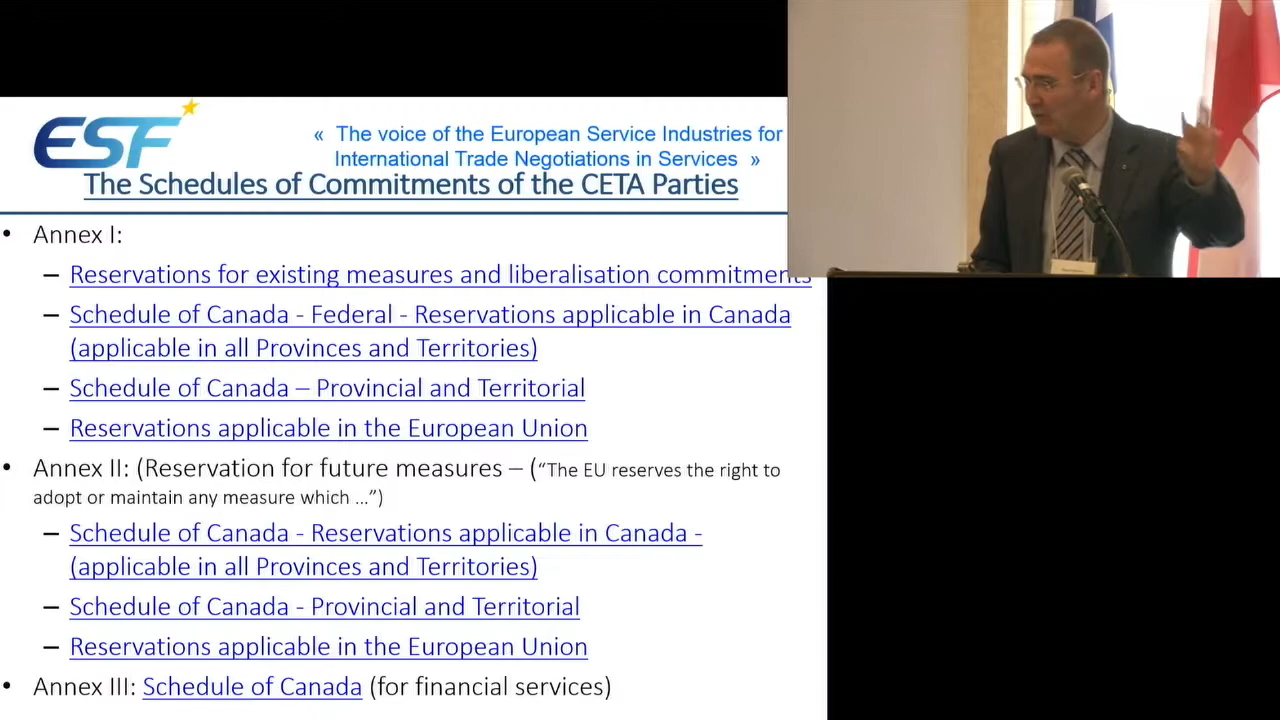 ESF
« The voice of the European Service Industries for
International Trade Negotiations in Services »
The Schedules of Commitments of the CETA Parties
• Annex I:
– Reservations for existing measures and liberalisation commitments
– Schedule of Canada - Federal - Reservations applicable in Canada
(applicable in all Provinces and Territories)
– Schedule of Canada – Provincial and Territorial
– Reservations applicable in the European Union
• Annex II: (Reservation for future measures – (“The EU reserves the right to
adopt or maintain any measure which ...”)
– Schedule of Canada - Reservations applicable in Canada -
(applicable in all Provinces and Territories)
– Schedule of Canada - Provincial and Territorial
– Reservations applicable in the European Union
• Annex III: Schedule of Canada (for financial services)